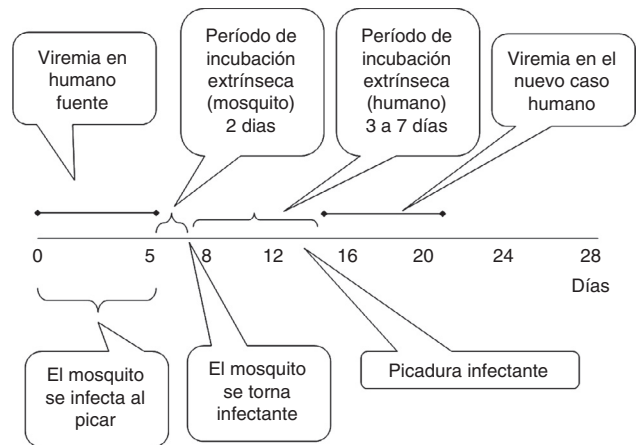 Viremia en
humano
fuente
Período de
incubación
extrínseca
(mosquito)
2 dias
Período de
incubación
extrínseca
(humano)
3 a 7 días
Viremia en el
nuevo caso
humano
0 5 8 12 16 20 24 28
Días
El mosquito
se infecta al
picar
El mosquito
se torna
infectante
Picadura infectante